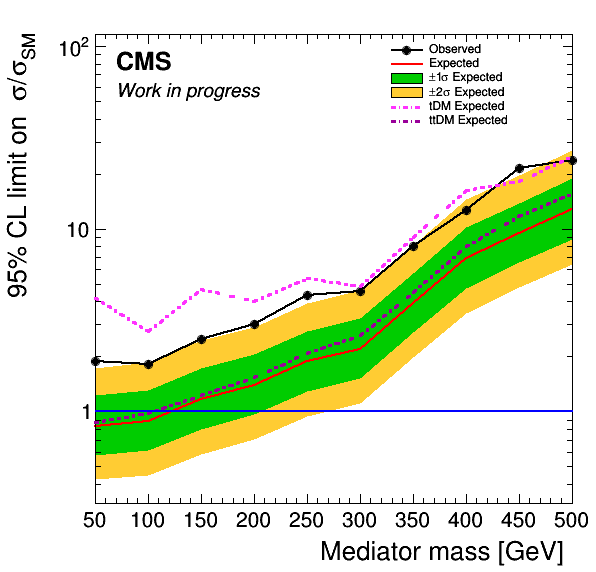 95% CL limit on σ/σSM
CMS
Work in progress
Observed
Expected
±1σ Expected
±2σ Expected
tDM Expected
ttDM Expected
10²
10
1
50 100 150 200 250 300 350 400 450 500
Mediator mass [GeV]